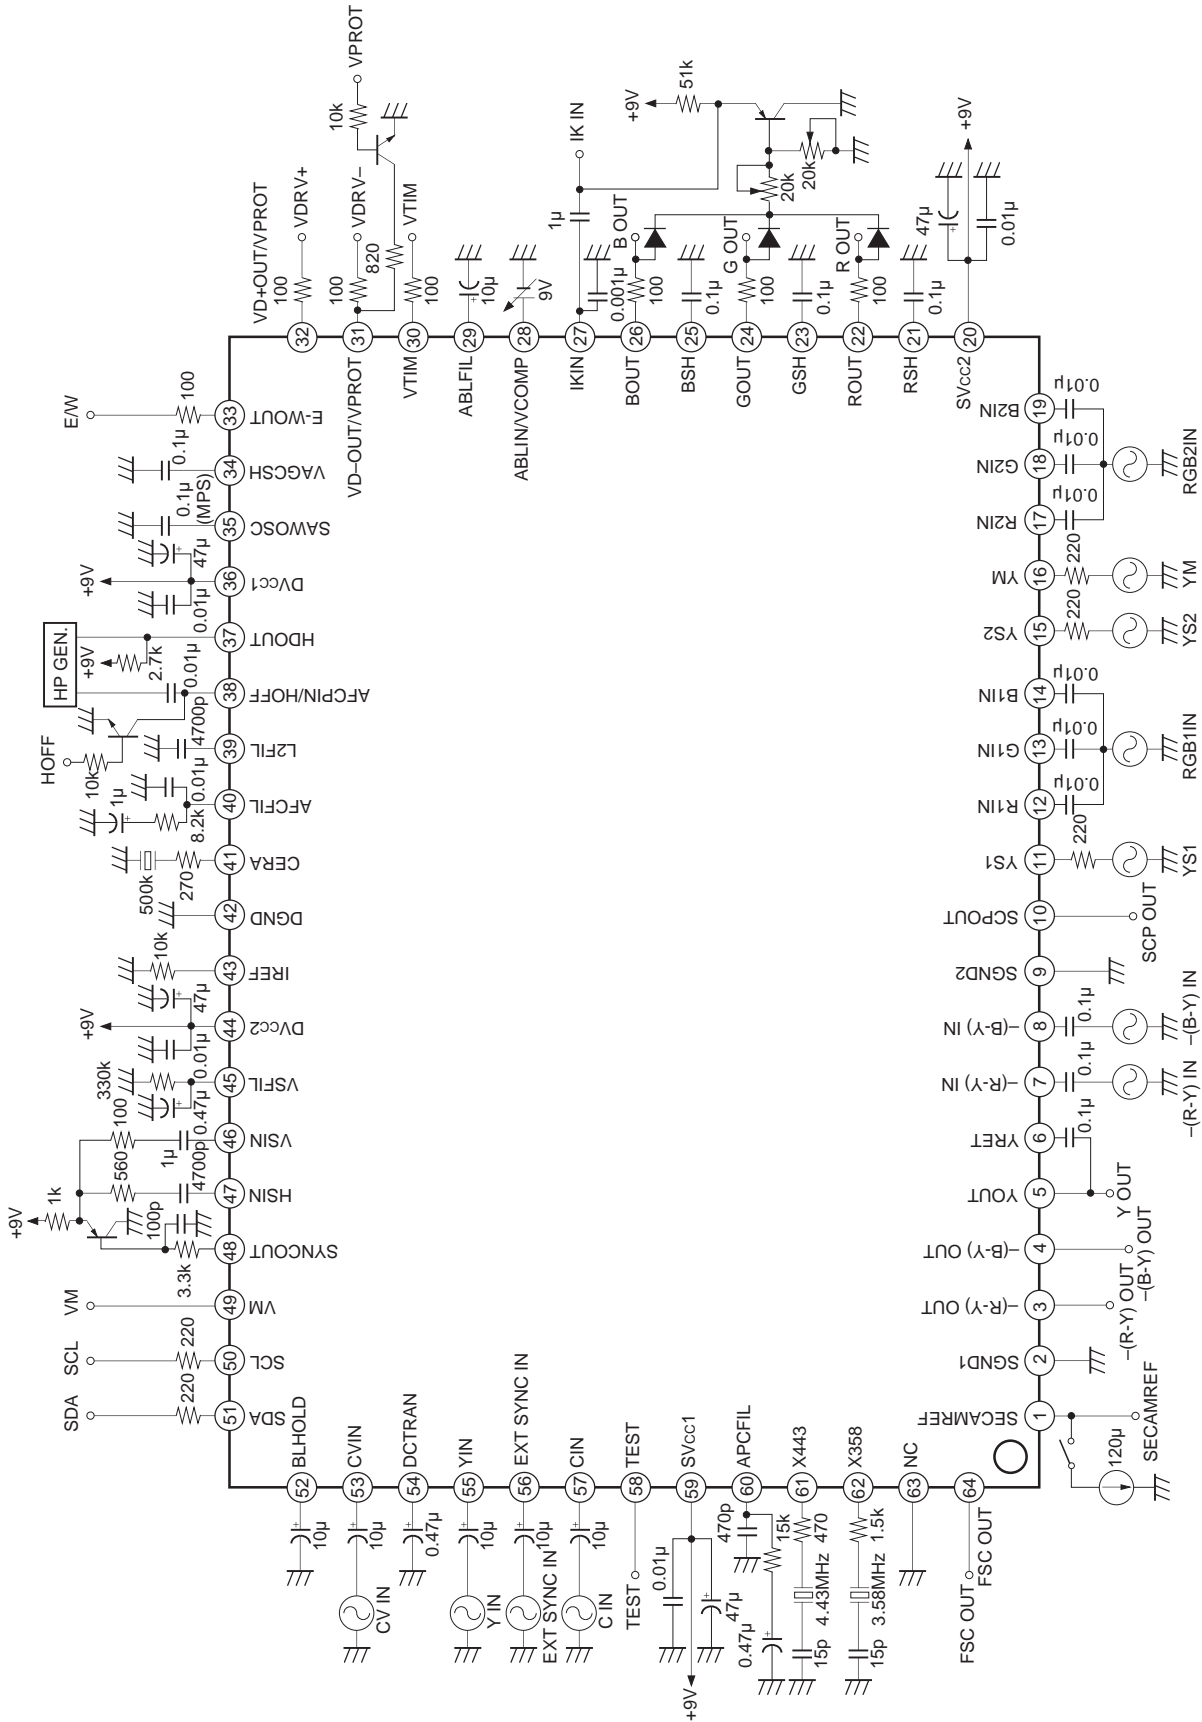 VPROT
10k
VD+OUT/VPROT
VDRV+
100
VDRV–
100
820
VTIM
100
10µ
9V
1µ
IK IN
0.001µ
+9V
51k
20k
20k
B OUT
100
0.1µ
G OUT
100
0.1µ
R OUT
100
0.1µ
47µ
0.01µ
+9V
32
31
30
29
28
27
26
25
24
23
22
21
20
VD–OUT/VPROT
VTIM
ABLFIL
ABLIN/VCOMP
IKIN
BOUT
BSH
GOUT
GSH
ROUT
RSH
SVcc2
E/W
100
33
E-WOUT
0.1µ
34
VAGCSH
0.1µ
(MPS)
35
SAWOSC
47µ
+9V
0.01µ
36
DVcc1
HP GEN.
+9V
2.7k
37
HDOUT
0.01µ
38
AFCPIN/HOFF
HOFF
10k
4700p
39
L2FIL
0.01µ
1µ
8.2k
40
AFCFIL
500k
270
41
CERA
42
DGND
10k
43
IREF
47µ
+9V
0.01µ
44
DVcc2
330k
0.47µ
45
VSFIL
100
1µ
46
VSIN
560
4700p
47
HSIN
+9V
1k
100p
3.3k
48
SYNCOUT
VM
49
VM
SCL
220
50
SCL
SDA
220
51
SDA
B2IN
19
0.01µ
G2IN
18
0.01µ
R2IN
17
0.01µ
RGB2IN
YM
16
220
YM
YS2
15
220
YS2
B1IN
14
0.01µ
G1IN
13
0.01µ
R1IN
12
0.01µ
RGB1IN
YS1
11
220
YS1
SCPOUT
10
SCP OUT
SGND2
9
–(B-Y) IN
8
0.1µ
–(B-Y) IN
–(R-Y) IN
7
0.1µ
–(R-Y) IN
YRET
6
0.1µ
YOUT
5
Y OUT
–(B-Y) OUT
4
–(B-Y) OUT
–(R-Y) OUT
3
–(R-Y) OUT
SGND1
2
SECAMREF
1
SECAMREF
120µ
BLHOLD
CVIN
DCTRAN
YIN
EXT SYNC IN
CIN
TEST
SVcc1
APCFIL
X443
X358
NC
52
53
54
55
56
57
58
59
60
61
62
63
64
10µ
10µ
CV IN
0.47µ
10µ
Y IN
10µ
EXT SYNC IN
10µ
C IN
TEST
0.01µ
47µ
+9V
470p
15k
0.47µ
470
4.43MHz
15p
1.5k
3.58MHz
15p
FSC OUT
FSC OUT